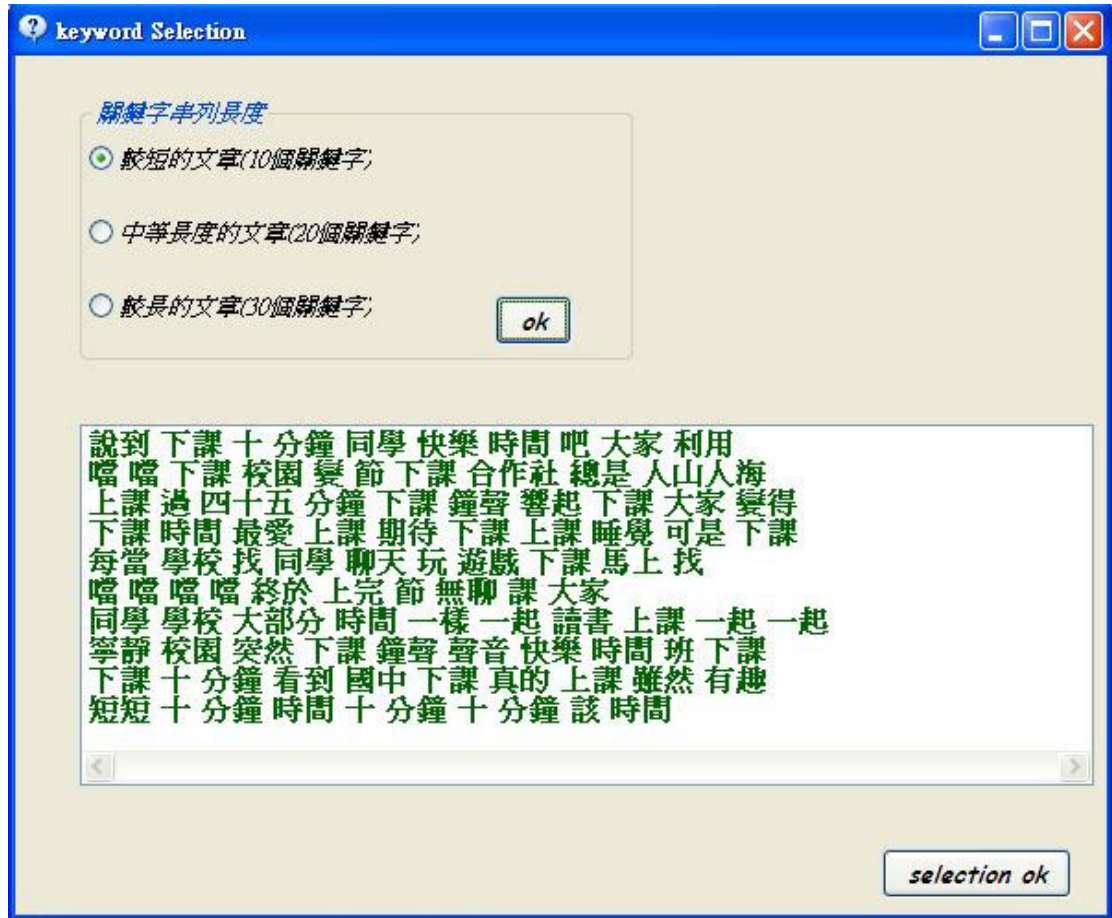 keyword Selection
關鍵字串列長度
較短的文章(10個關鍵字)
中等長度的文章(20個關鍵字)
較長的文章(30個關鍵字)
ok
說到 下課 十 分鐘 同學 快樂 時間 吧 大家 利用
噹 噹 下課 校園 變 節 下課 合作社 總是 人山人海
上課 過 四十五 分鐘 下課 鐘聲 響起 下課 大家 變得
下課 時間 最愛 上課 期待 下課 上課 睡覺 可是 下課
每當 學校 找 同學 聊天 玩 遊戲 下課 馬上 找
噹 噹 噹 噹 終於 上完 節 無聊 課 大家
同學 學校 大部分 時間 一樣 一起 讀書 上課 一起 一起
寧靜 校園 突然 下課 鐘聲 聲音 快樂 時間 班 下課
下課 十 分鐘 看到 國中 下課 真的 上課 雖然 有趣
短短 十 分鐘 時間 十 分鐘 十 分鐘 該 時間
selection ok